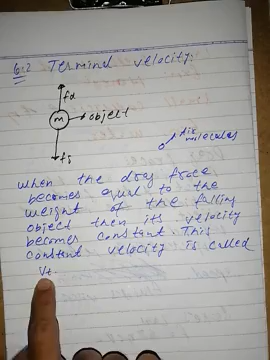 6.2 Terminal velocity:
fd
m
object
air
molecules
fg
when the drag force
becomes equal to the
weight of the falling
object then its velocity
becomes constant. This
constant velocity is called
Vt.